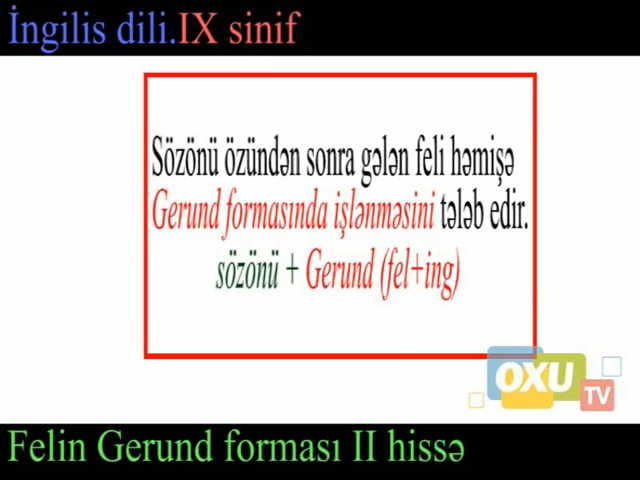 İngilis dili.IX sinif
Sözönü özündən sonra gələn feli həmişə
Gerund formasında işlənməsini tələb edir.
sözönü + Gerund (fel+ing)
OXU
TV
Felin Gerund forması II hissə